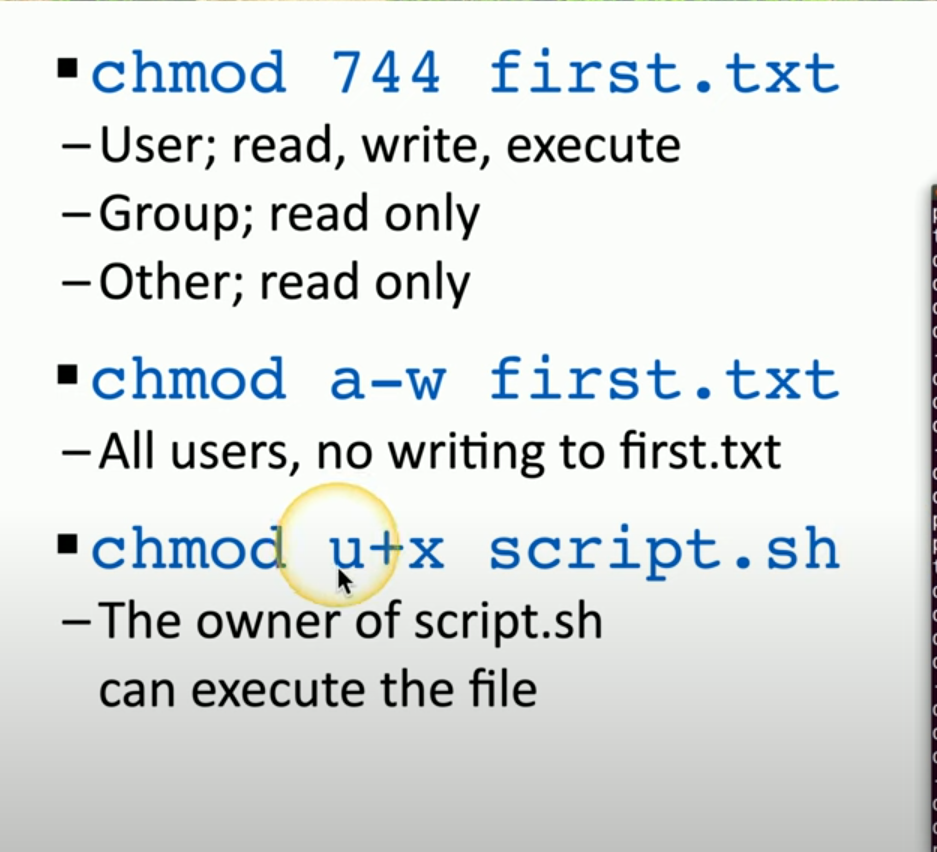 ▪ chmod 744 first.txt
– User; read, write, execute
– Group; read only
– Other; read only
▪ chmod a-w first.txt
– All users, no writing to first.txt
▪ chmod u+x script.sh
– The owner of script.sh
can execute the file